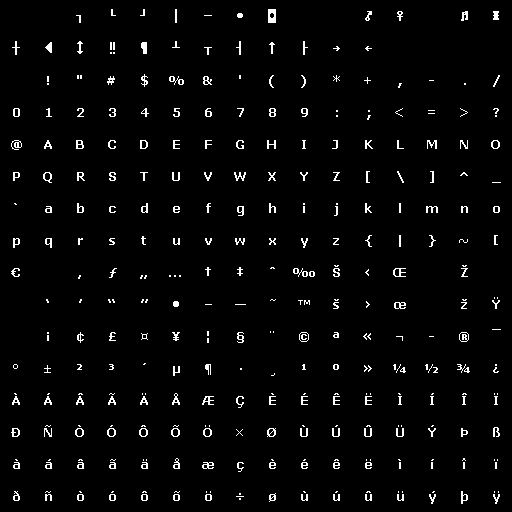 ┐ └ ┘ │ ─ • ◘ ♂ ♀ ♫
┼ ◄ ↕ ‼ ¶ ┴ ┬ ┤ ↑ ├ → ←
! " # $ % & ' ( ) * + , - . /
0 1 2 3 4 5 6 7 8 9 : ; < = > ?
@ A B C D E F G H I J K L M N O
P Q R S T U V W X Y Z [ \ ] ^ _
` a b c d e f g h i j k l m n o
p q r s t u v w x y z { | } ~ [
€ , ƒ „ … † ‡ ˆ ‰ Š ‹ Œ Ž
‘ ’ “ ” • – — ˜ ™ š › œ ž Ÿ
¡ ¢ £ ¤ ¥ ¦ § ¨ © ª « ¬ - ® ¯
° ± ² ³ ´ µ ¶ · ¸ ¹ º » ¼ ½ ¾ ¿
À Á Â Ã Ä Å Æ Ç È É Ê Ë Ì Í Î Ï
Ð Ñ Ò Ó Ô Õ Ö × Ø Ù Ú Û Ü Ý Þ ß
à á â ã ä å æ ç è é ê ë ì í î ï
ð ñ ò ó ô õ ö ÷ ø ù ú û ü ý þ ÿ